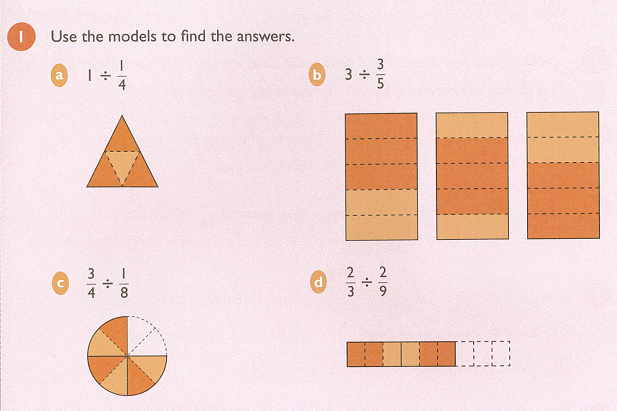 1 Use the models to find the answers.
a 1 ÷ 1/4
b 3 ÷ 3/5
c 3/4 ÷ 1/8
d 2/3 ÷ 2/9